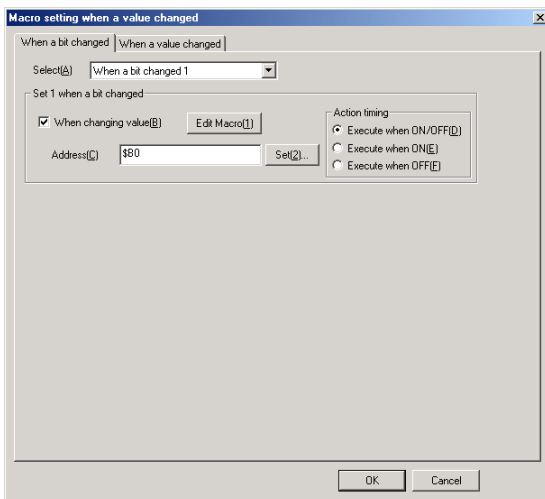 Macro setting when a value changed
When a bit changed When a value changed
Select(A) When a bit changed 1
Set 1 when a bit changed
When changing value(B) Edit Macro(1)
Address(C) $B0 Set(2)...
Action timing
Execute when ON/OFF(D)
Execute when ON(E)
Execute when OFF(F)
OK Cancel